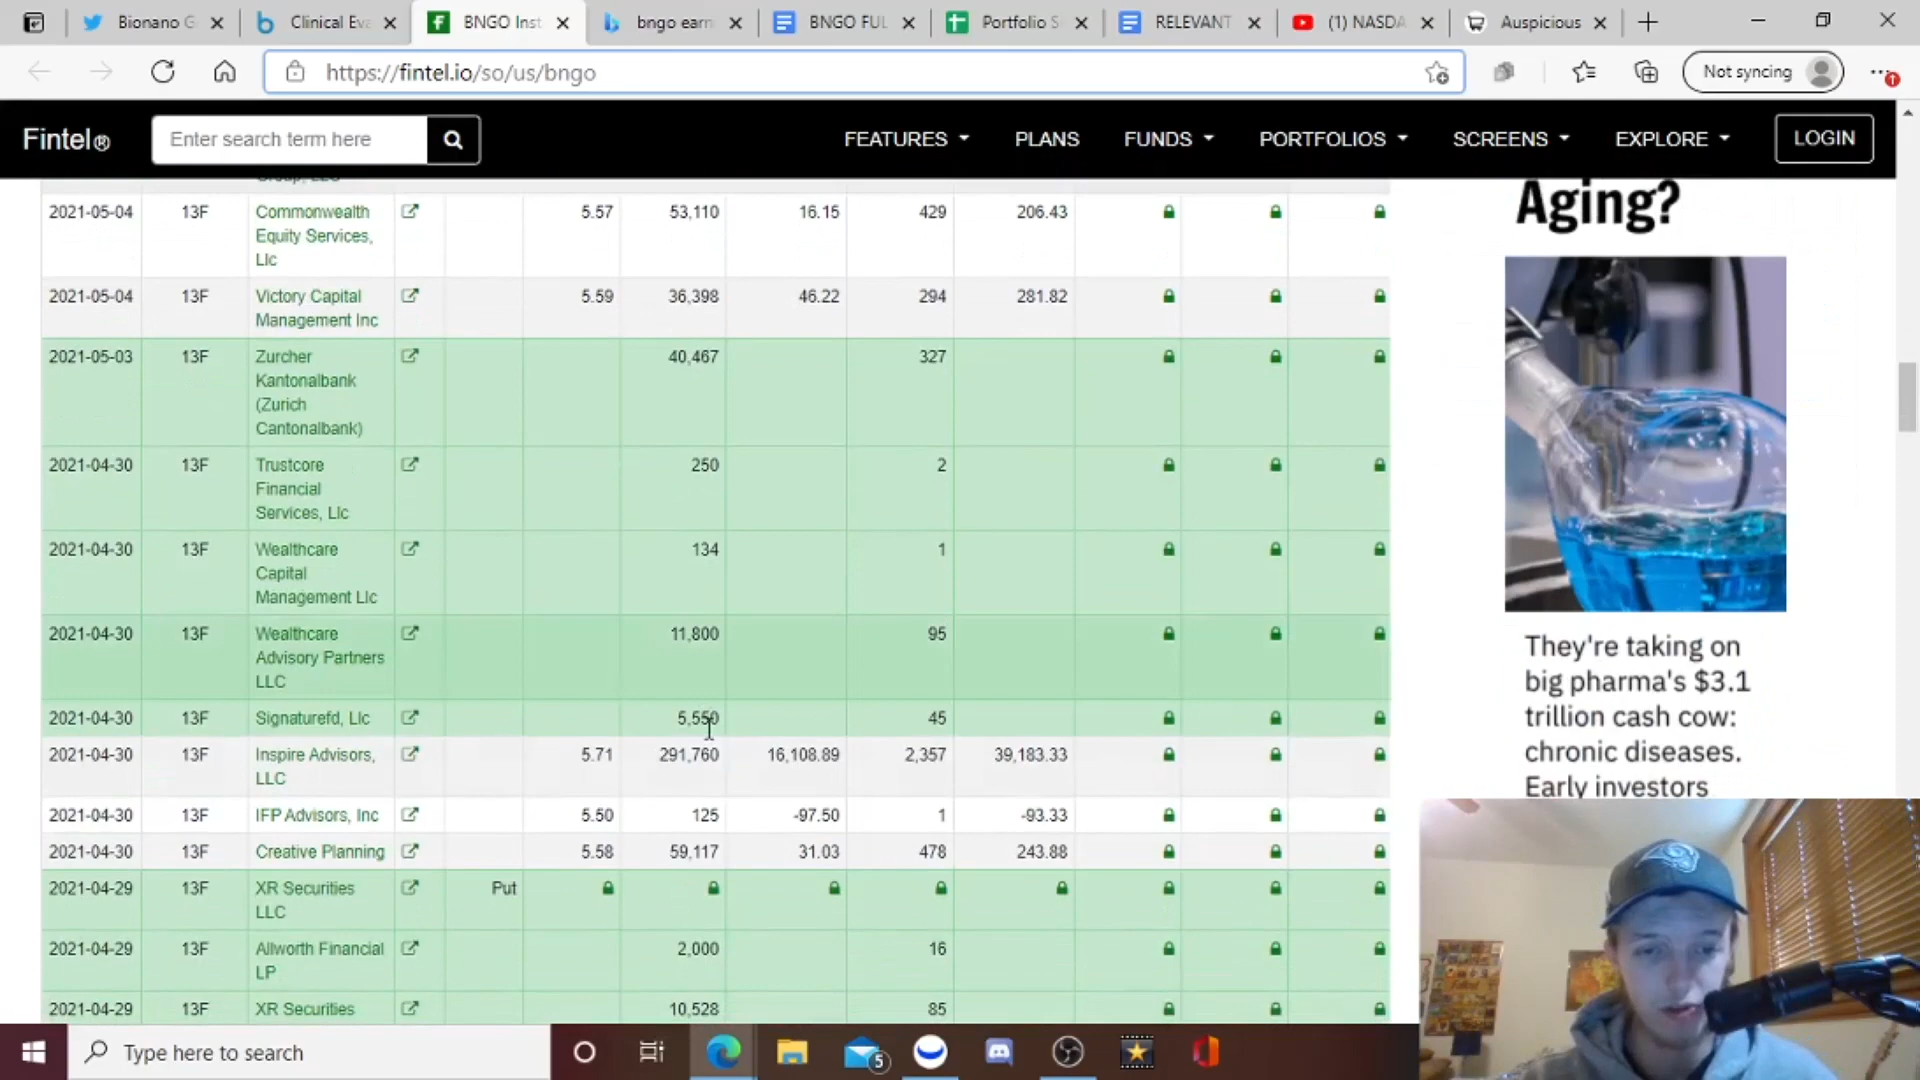 Bionano G
Clinical Eva
BNGO Inst
bngo earn
BNGO FUL
Portfolio S
RELEVANT
(1) NASDA
Auspicious
https://fintel.io/so/us/bngo
Not syncing
Fintel®
Enter search term here
FEATURES
PLANS
FUNDS
PORTFOLIOS
SCREENS
EXPLORE
LOGIN
2021-05-04 13F Commonwealth 5.57 53,110 16.15 429 206.43
Equity Services,
Llc
2021-05-04 13F Victory Capital 5.59 36,398 46.22 294 281.82
Management Inc
2021-05-03 13F Zurcher 40,467 327
Kantonalbank
(Zurich
Cantonalbank)
2021-04-30 13F Trustcore 250 2
Financial
Services, Llc
2021-04-30 13F Wealthcare 134 1
Capital
Management Llc
2021-04-30 13F Wealthcare 11,800 95
Advisory Partners
LLC
2021-04-30 13F Signaturefd, Llc 5,550 45
2021-04-30 13F Inspire Advisors, 5.71 291,760 16,108.89 2,357 39,183.33
LLC
2021-04-30 13F IFP Advisors, Inc 5.50 125 -97.50 1 -93.33
2021-04-30 13F Creative Planning 5.58 59,117 31.03 478 243.88
2021-04-29 13F XR Securities Put
LLC
2021-04-29 13F Allworth Financial 2,000 16
LP
2021-04-29 13F XR Securities 10,528 85
Aging?
They're taking on
big pharma's $3.1
trillion cash cow:
chronic diseases.
Early investors
Type here to search
5